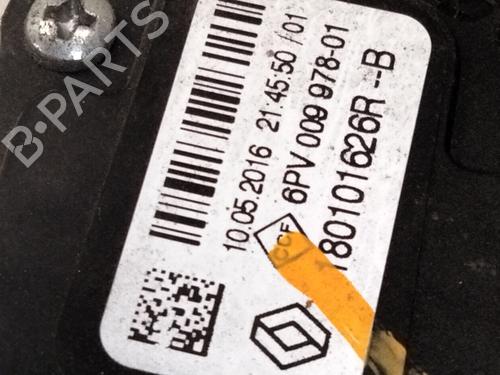 10.05.2016 21:45:50 /01
CCF 6PV 009 978-01
180101626R--B
B-PARTS